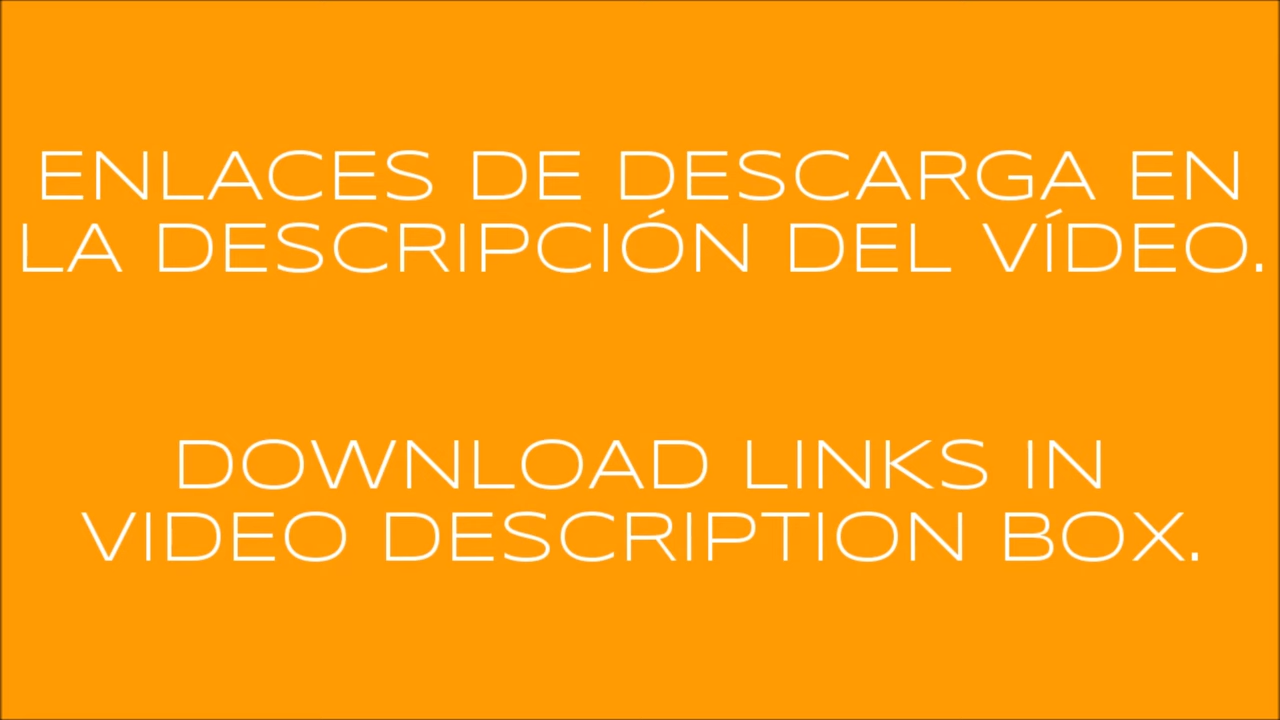 ENLACES DE DESCARGA EN
LA DESCRIPCIÓN DEL VÍDEO.
DOWNLOAD LINKS IN
VIDEO DESCRIPTION BOX.